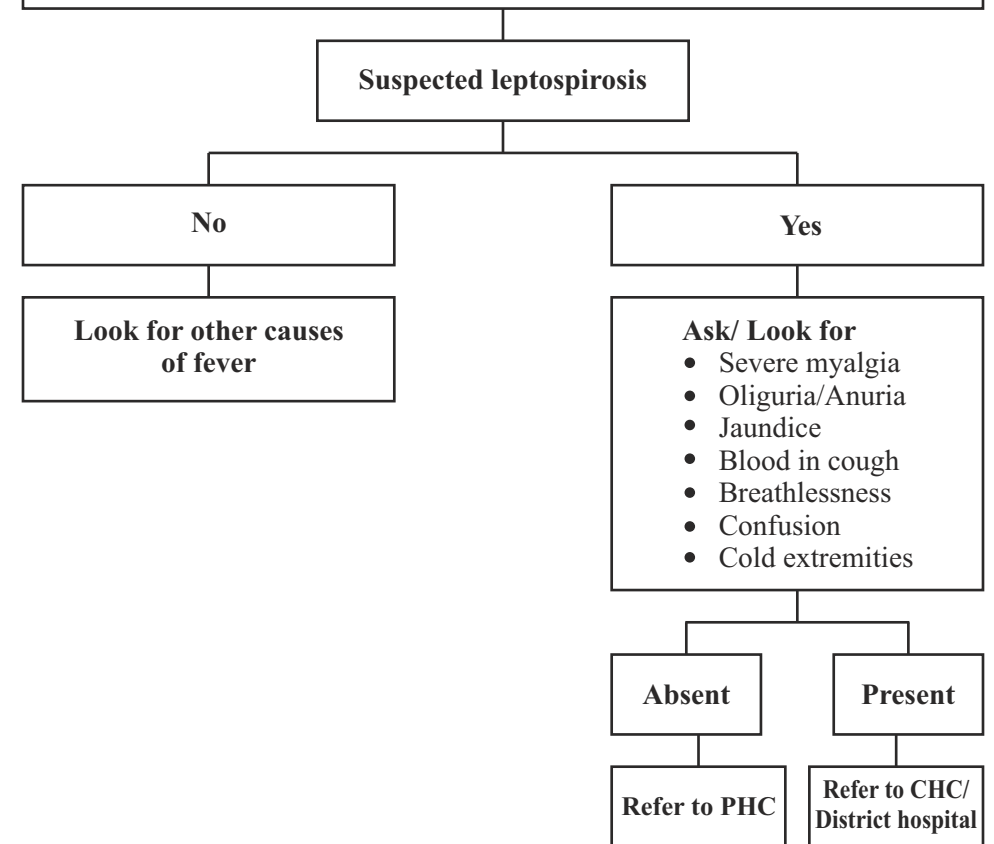 Suspected leptospirosis
No
Yes
Look for other causes
of fever
Ask/ Look for
• Severe myalgia
• Oliguria/Anuria
• Jaundice
• Blood in cough
• Breathlessness
• Confusion
• Cold extremities
Absent
Present
Refer to PHC
Refer to CHC/
District hospital